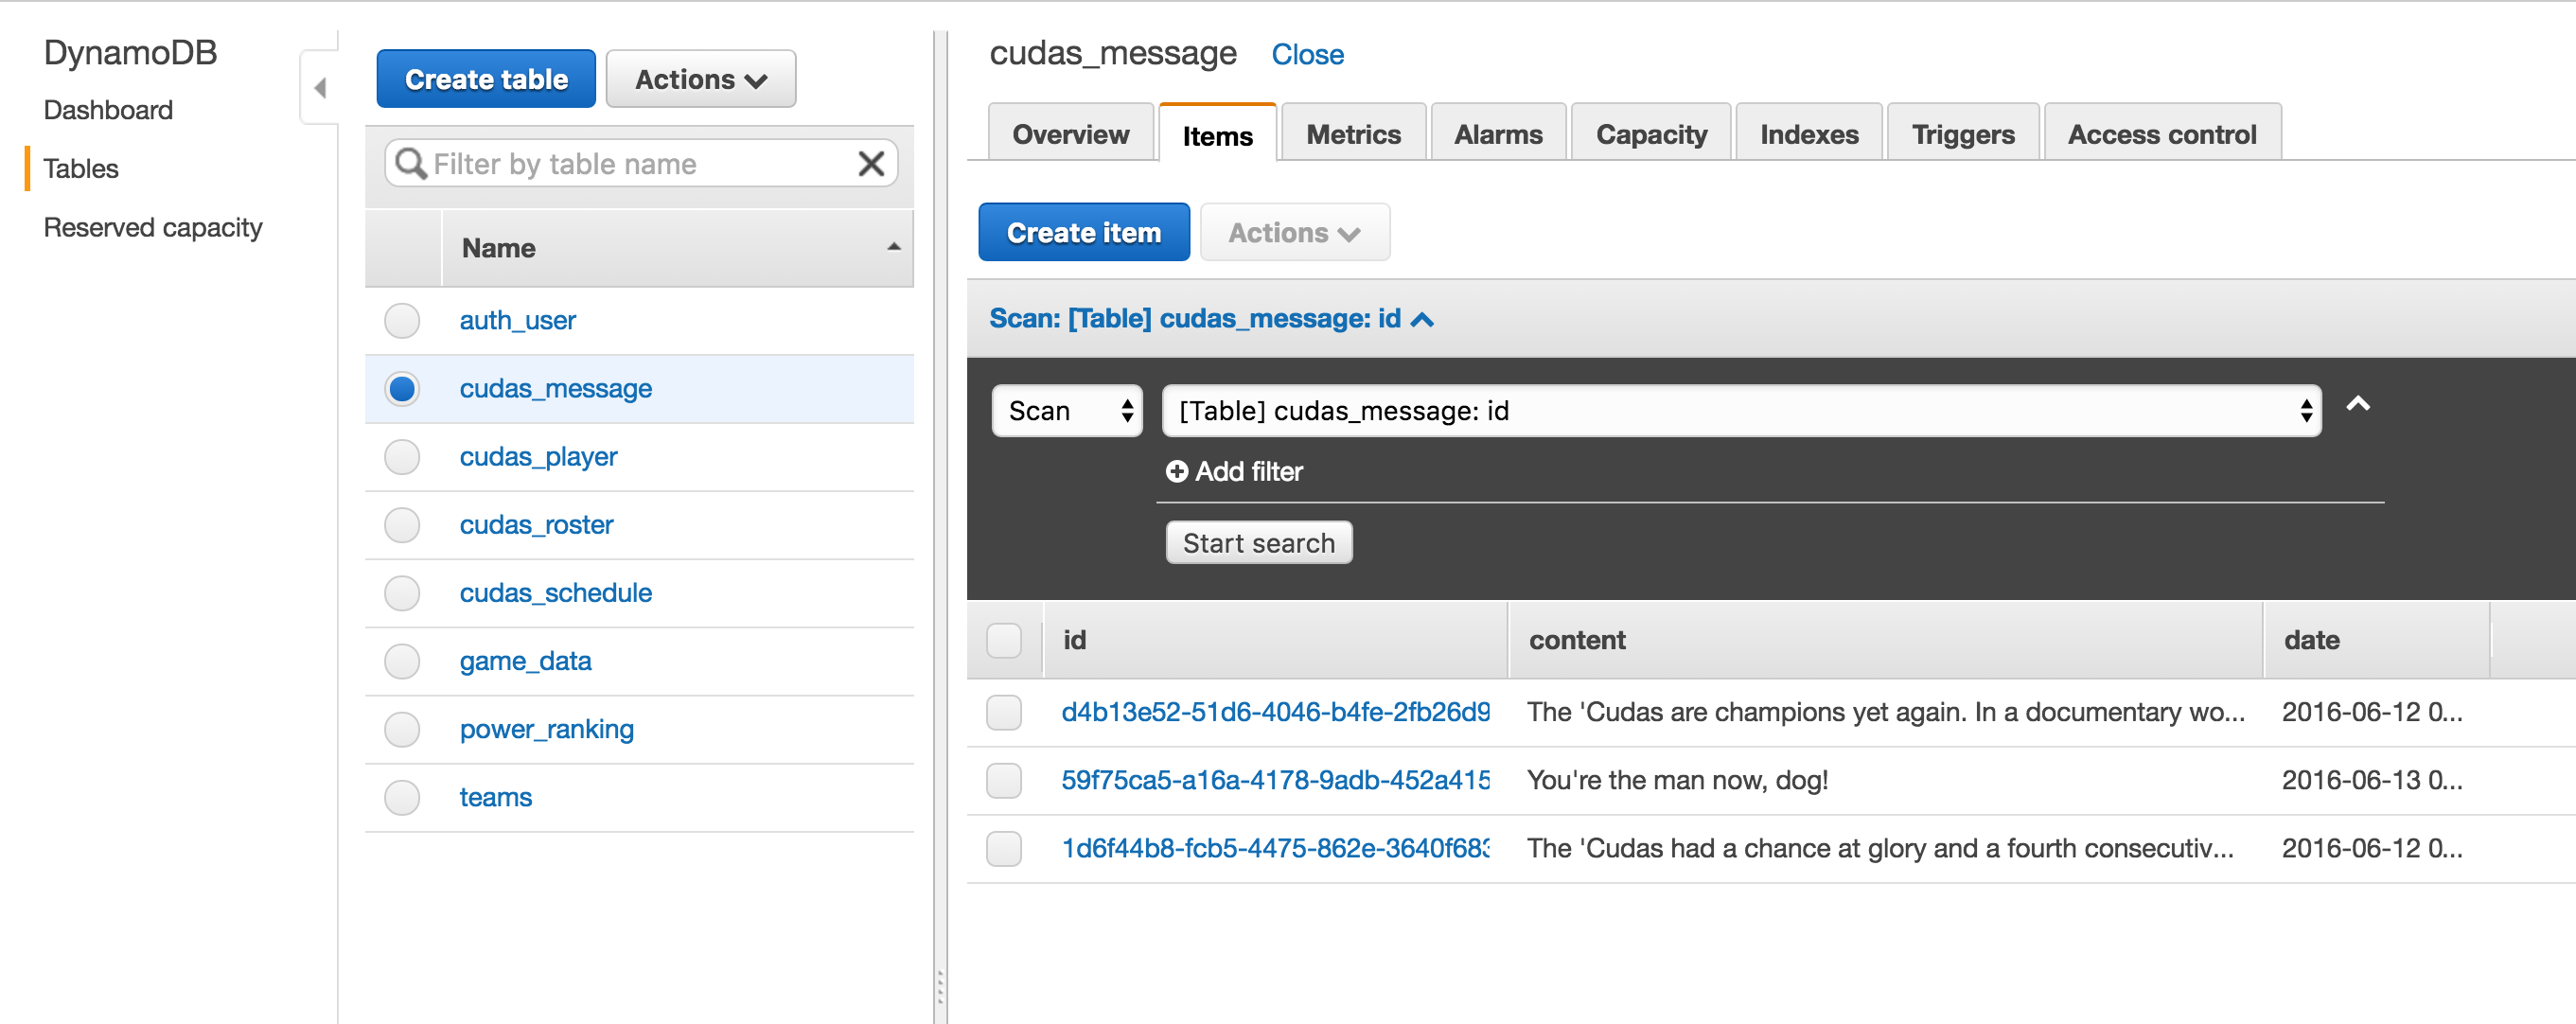 DynamoDB
Dashboard
Tables
Reserved capacity
Create table
Actions
Filter by table name
Name
auth_user
cudas_message
cudas_player
cudas_roster
cudas_schedule
game_data
power_ranking
teams
cudas_message Close
Overview Items Metrics Alarms Capacity Indexes Triggers Access control
Create item Actions
Scan: [Table] cudas_message: id
Scan [Table] cudas_message: id
Add filter
Start search
id content date
d4b13e52-51d6-4046-b4fe-2fb26d9 The 'Cudas are champions yet again. In a documentary wo... 2016-06-12 0...
59f75ca5-a16a-4178-9adb-452a415 You're the man now, dog! 2016-06-13 0...
1d6f44b8-fcb5-4475-862e-3640f683 The 'Cudas had a chance at glory and a fourth consecutiv... 2016-06-12 0...